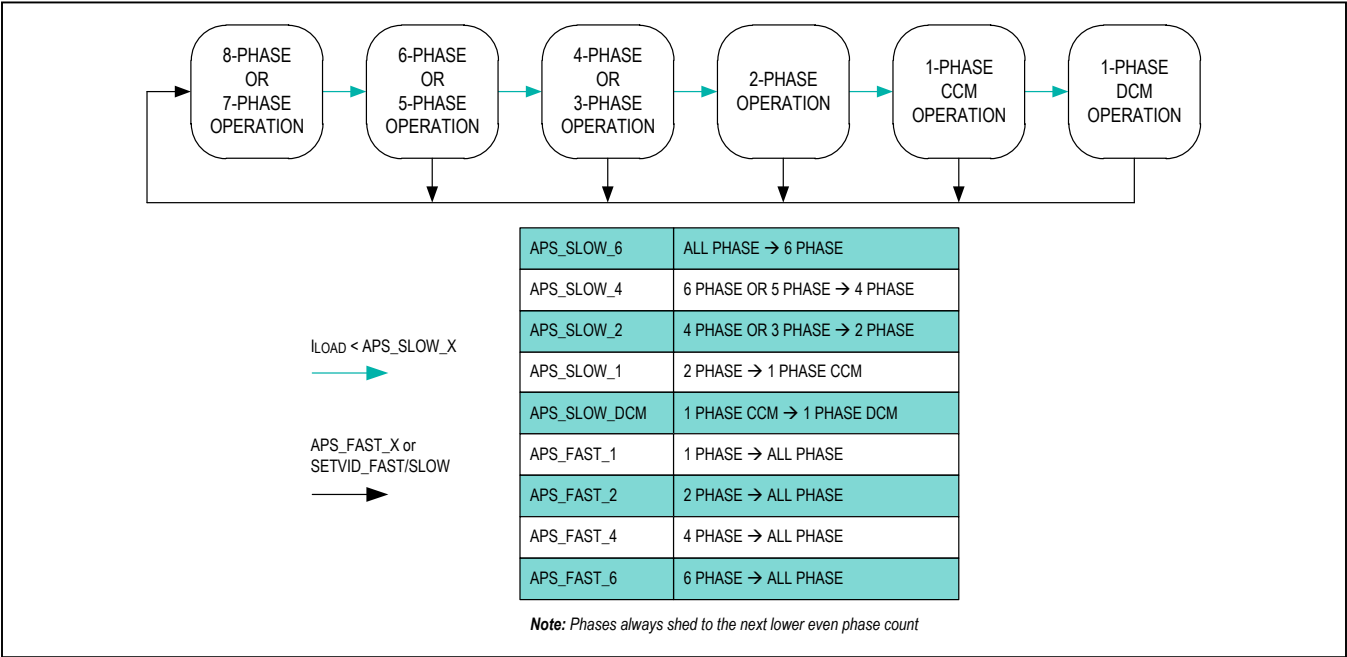 8-PHASE
OR
7-PHASE
OPERATION
6-PHASE
OR
5-PHASE
OPERATION
4-PHASE
OR
3-PHASE
OPERATION
2-PHASE
OPERATION
1-PHASE
CCM
OPERATION
1-PHASE
DCM
OPERATION
ILOAD < APS_SLOW_X
APS_FAST_X or
SETVID_FAST/SLOW
APS_SLOW_6 ALL PHASE → 6 PHASE
APS_SLOW_4 6 PHASE OR 5 PHASE → 4 PHASE
APS_SLOW_2 4 PHASE OR 3 PHASE → 2 PHASE
APS_SLOW_1 2 PHASE → 1 PHASE CCM
APS_SLOW_DCM 1 PHASE CCM → 1 PHASE DCM
APS_FAST_1 1 PHASE → ALL PHASE
APS_FAST_2 2 PHASE → ALL PHASE
APS_FAST_4 4 PHASE → ALL PHASE
APS_FAST_6 6 PHASE → ALL PHASE
Note: Phases always shed to the next lower even phase count